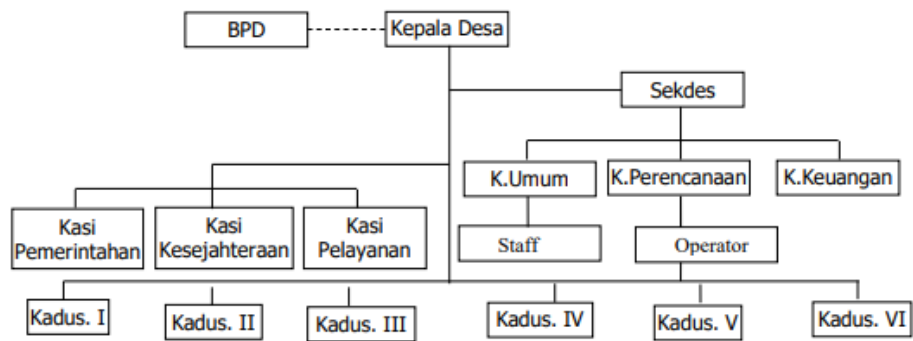 BPD
Kepala Desa
Sekdes
K.Umum
K.Perencanaan
K.Keuangan
Kasi
Pemerintahan
Kasi
Kesejahteraan
Kasi
Pelayanan
Staff
Operator
Kadus. I
Kadus. II
Kadus. III
Kadus. IV
Kadus. V
Kadus. VI